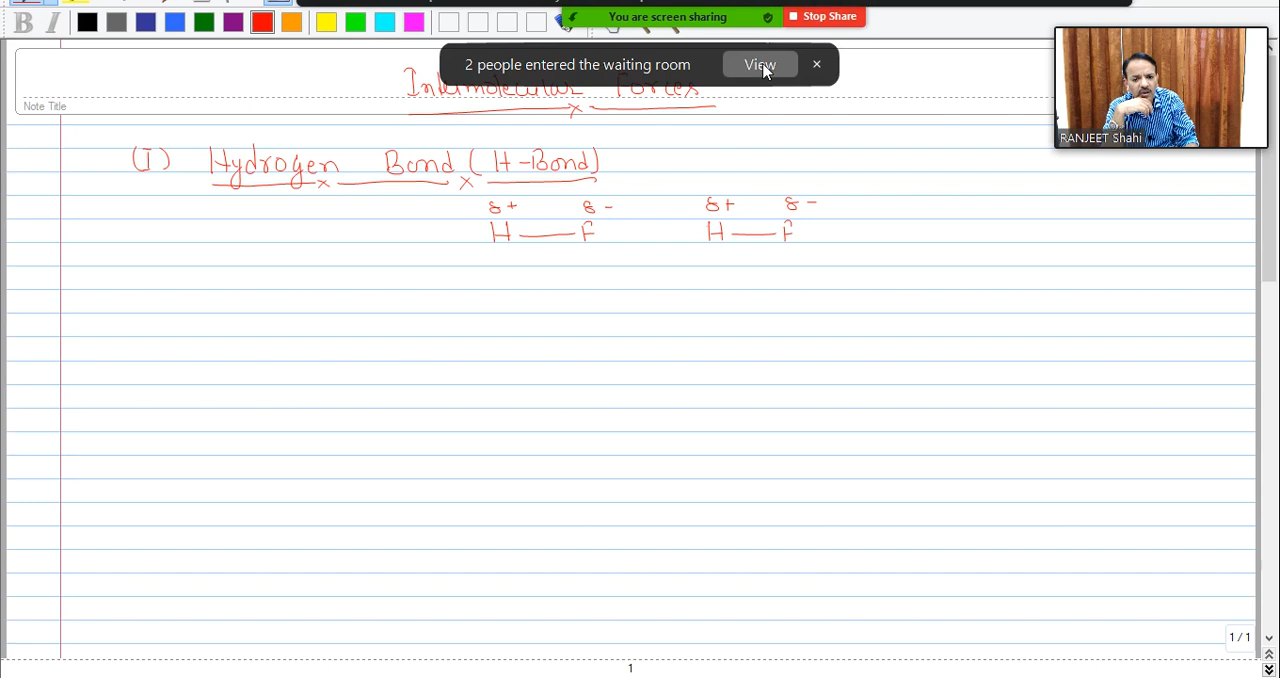 You are screen sharing
Stop Share
B I
2 people entered the waiting room View ×
Intermolecular Forces
Note Title
RANJEET Shahi
(I) Hydrogen Bond (H-Bond)
δ+ δ- δ+ δ-
H—F H—F
1/1
1